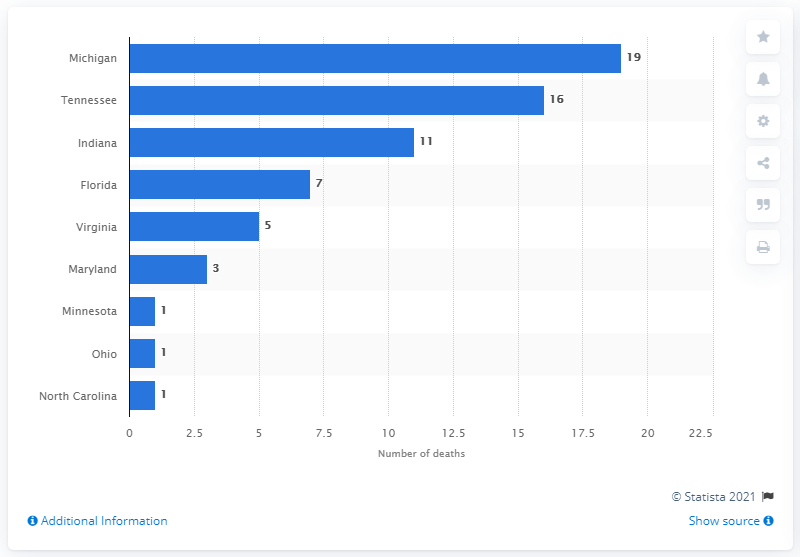 Michigan 19
Tennessee 16
Indiana 11
Florida 7
Virginia 5
Maryland 3
Minnesota 1
Ohio 1
North Carolina 1
0 2.5 5 7.5 10 12.5 15 17.5 20 22.5
Number of deaths
© Statista 2021
Additional Information Show source